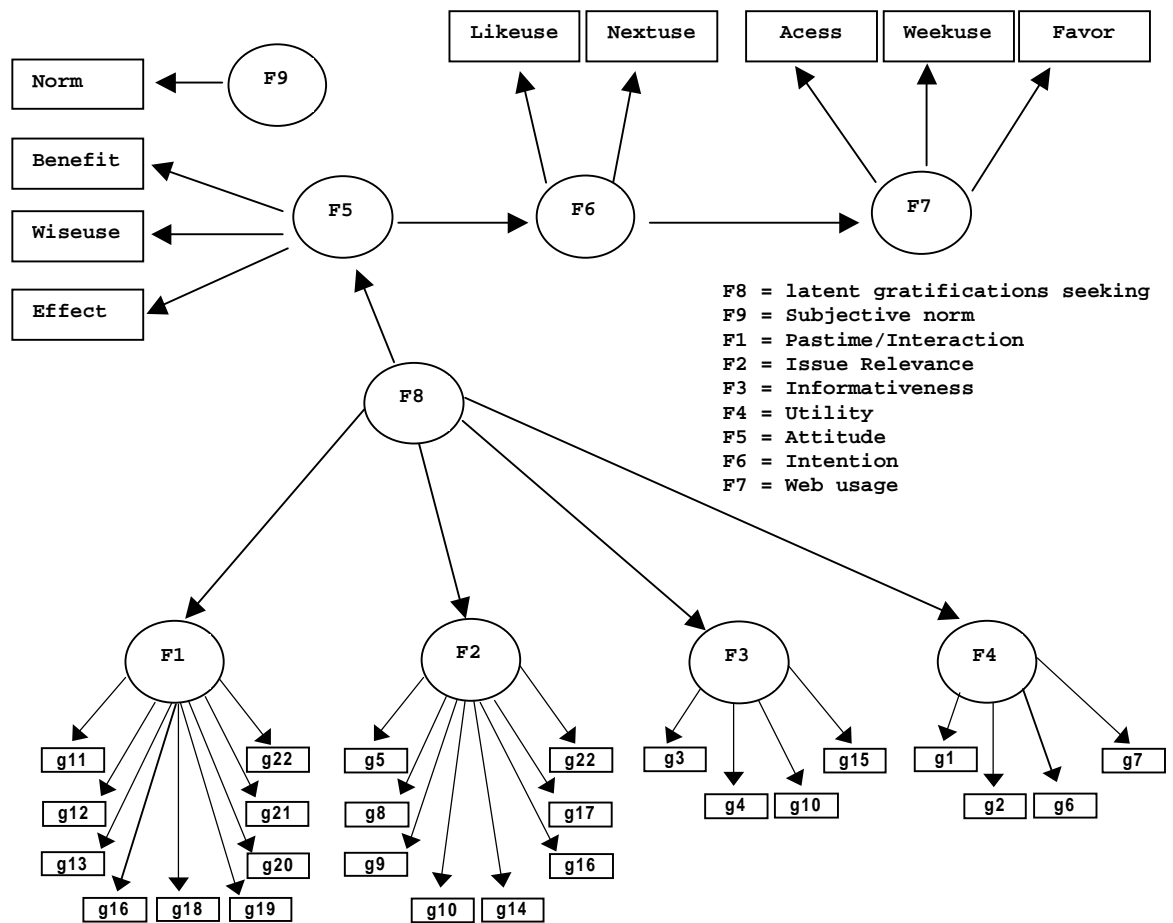 Likeuse
Nextuse
Acess
Weekuse
Favor
Norm
F9
Benefit
Wiseuse
Effect
F5
F6
F7
F8 = latent gratifications seeking
F9 = Subjective norm
F1 = Pastime/Interaction
F2 = Issue Relevance
F3 = Informativeness
F4 = Utility
F5 = Attitude
F6 = Intention
F7 = Web usage
F8
F1
F2
F3
F4
g11
g22
g12
g21
g13
g20
g16
g18
g19
g5
g22
g8
g17
g9
g16
g10
g14
g3
g15
g4
g10
g1
g7
g2
g6